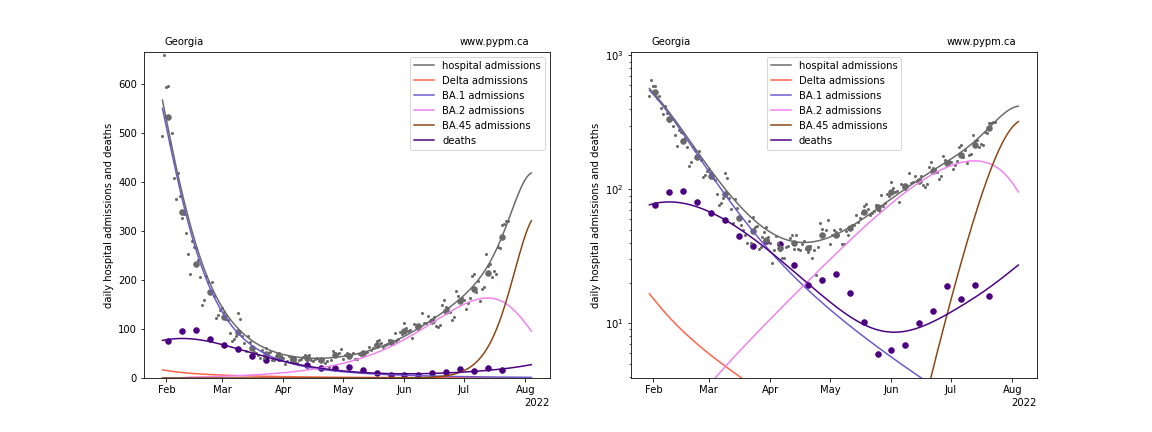 Georgia
www.pypm.ca
600
500
400
300
200
100
0
daily hospital admissions and deaths
hospital admissions
Delta admissions
BA.1 admissions
BA.2 admissions
BA.45 admissions
deaths
Feb
Mar
Apr
May
Jun
Jul
Aug
2022
Georgia
www.pypm.ca
10³
10²
10¹
daily hospital admissions and deaths
hospital admissions
Delta admissions
BA.1 admissions
BA.2 admissions
BA.45 admissions
deaths
Feb
Mar
Apr
May
Jun
Jul
Aug
2022